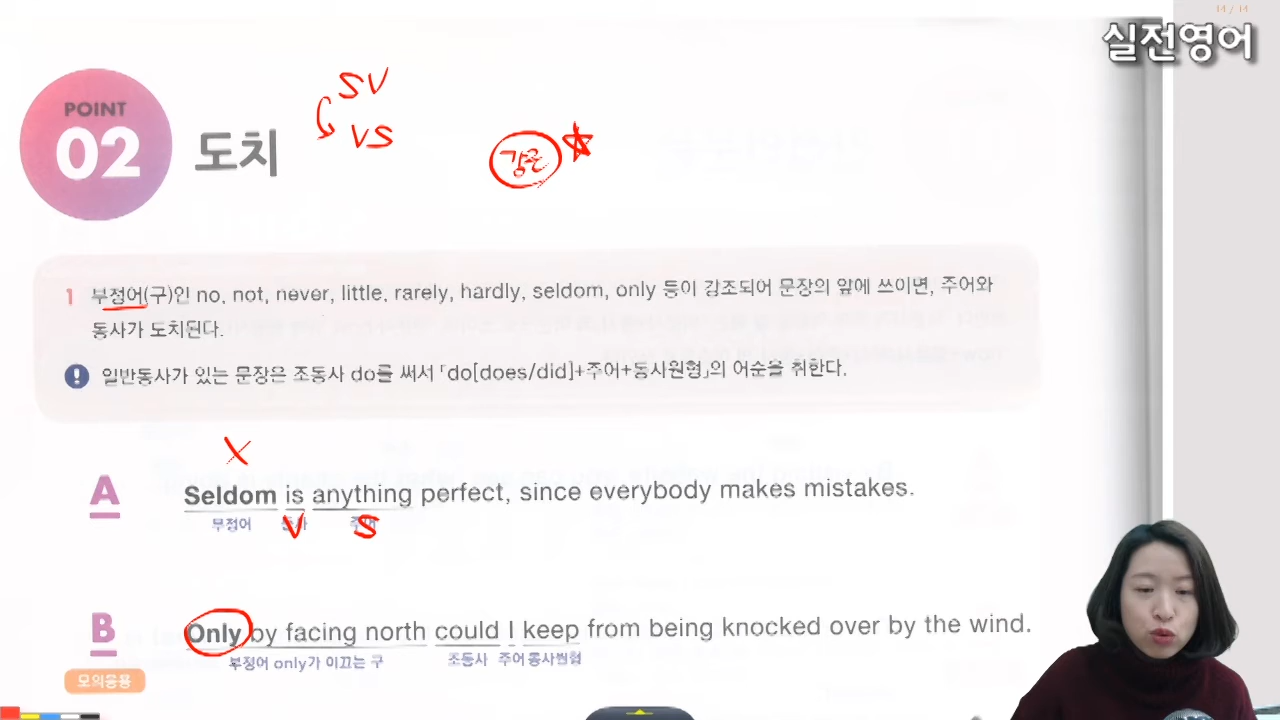 14 / 14
실전영어
POINT
02 도치
SV
VS
강조
1 부정어(구)인 no, not, never, little, rarely, hardly, seldom, only 등이 강조되어 문장의 앞에 쓰이면, 주어와
동사가 도치된다.
! 일반동사가 있는 문장은 조동사 do를 써서 「do[does/did]+주어+동사원형」의 어순을 취한다.
X
A Seldom is anything perfect, since everybody makes mistakes.
부정어 동사 주어
V S
B Only by facing north could I keep from being knocked over by the wind.
부정어 only가 이끄는 구 조동사 주어 동사원형
모의응용